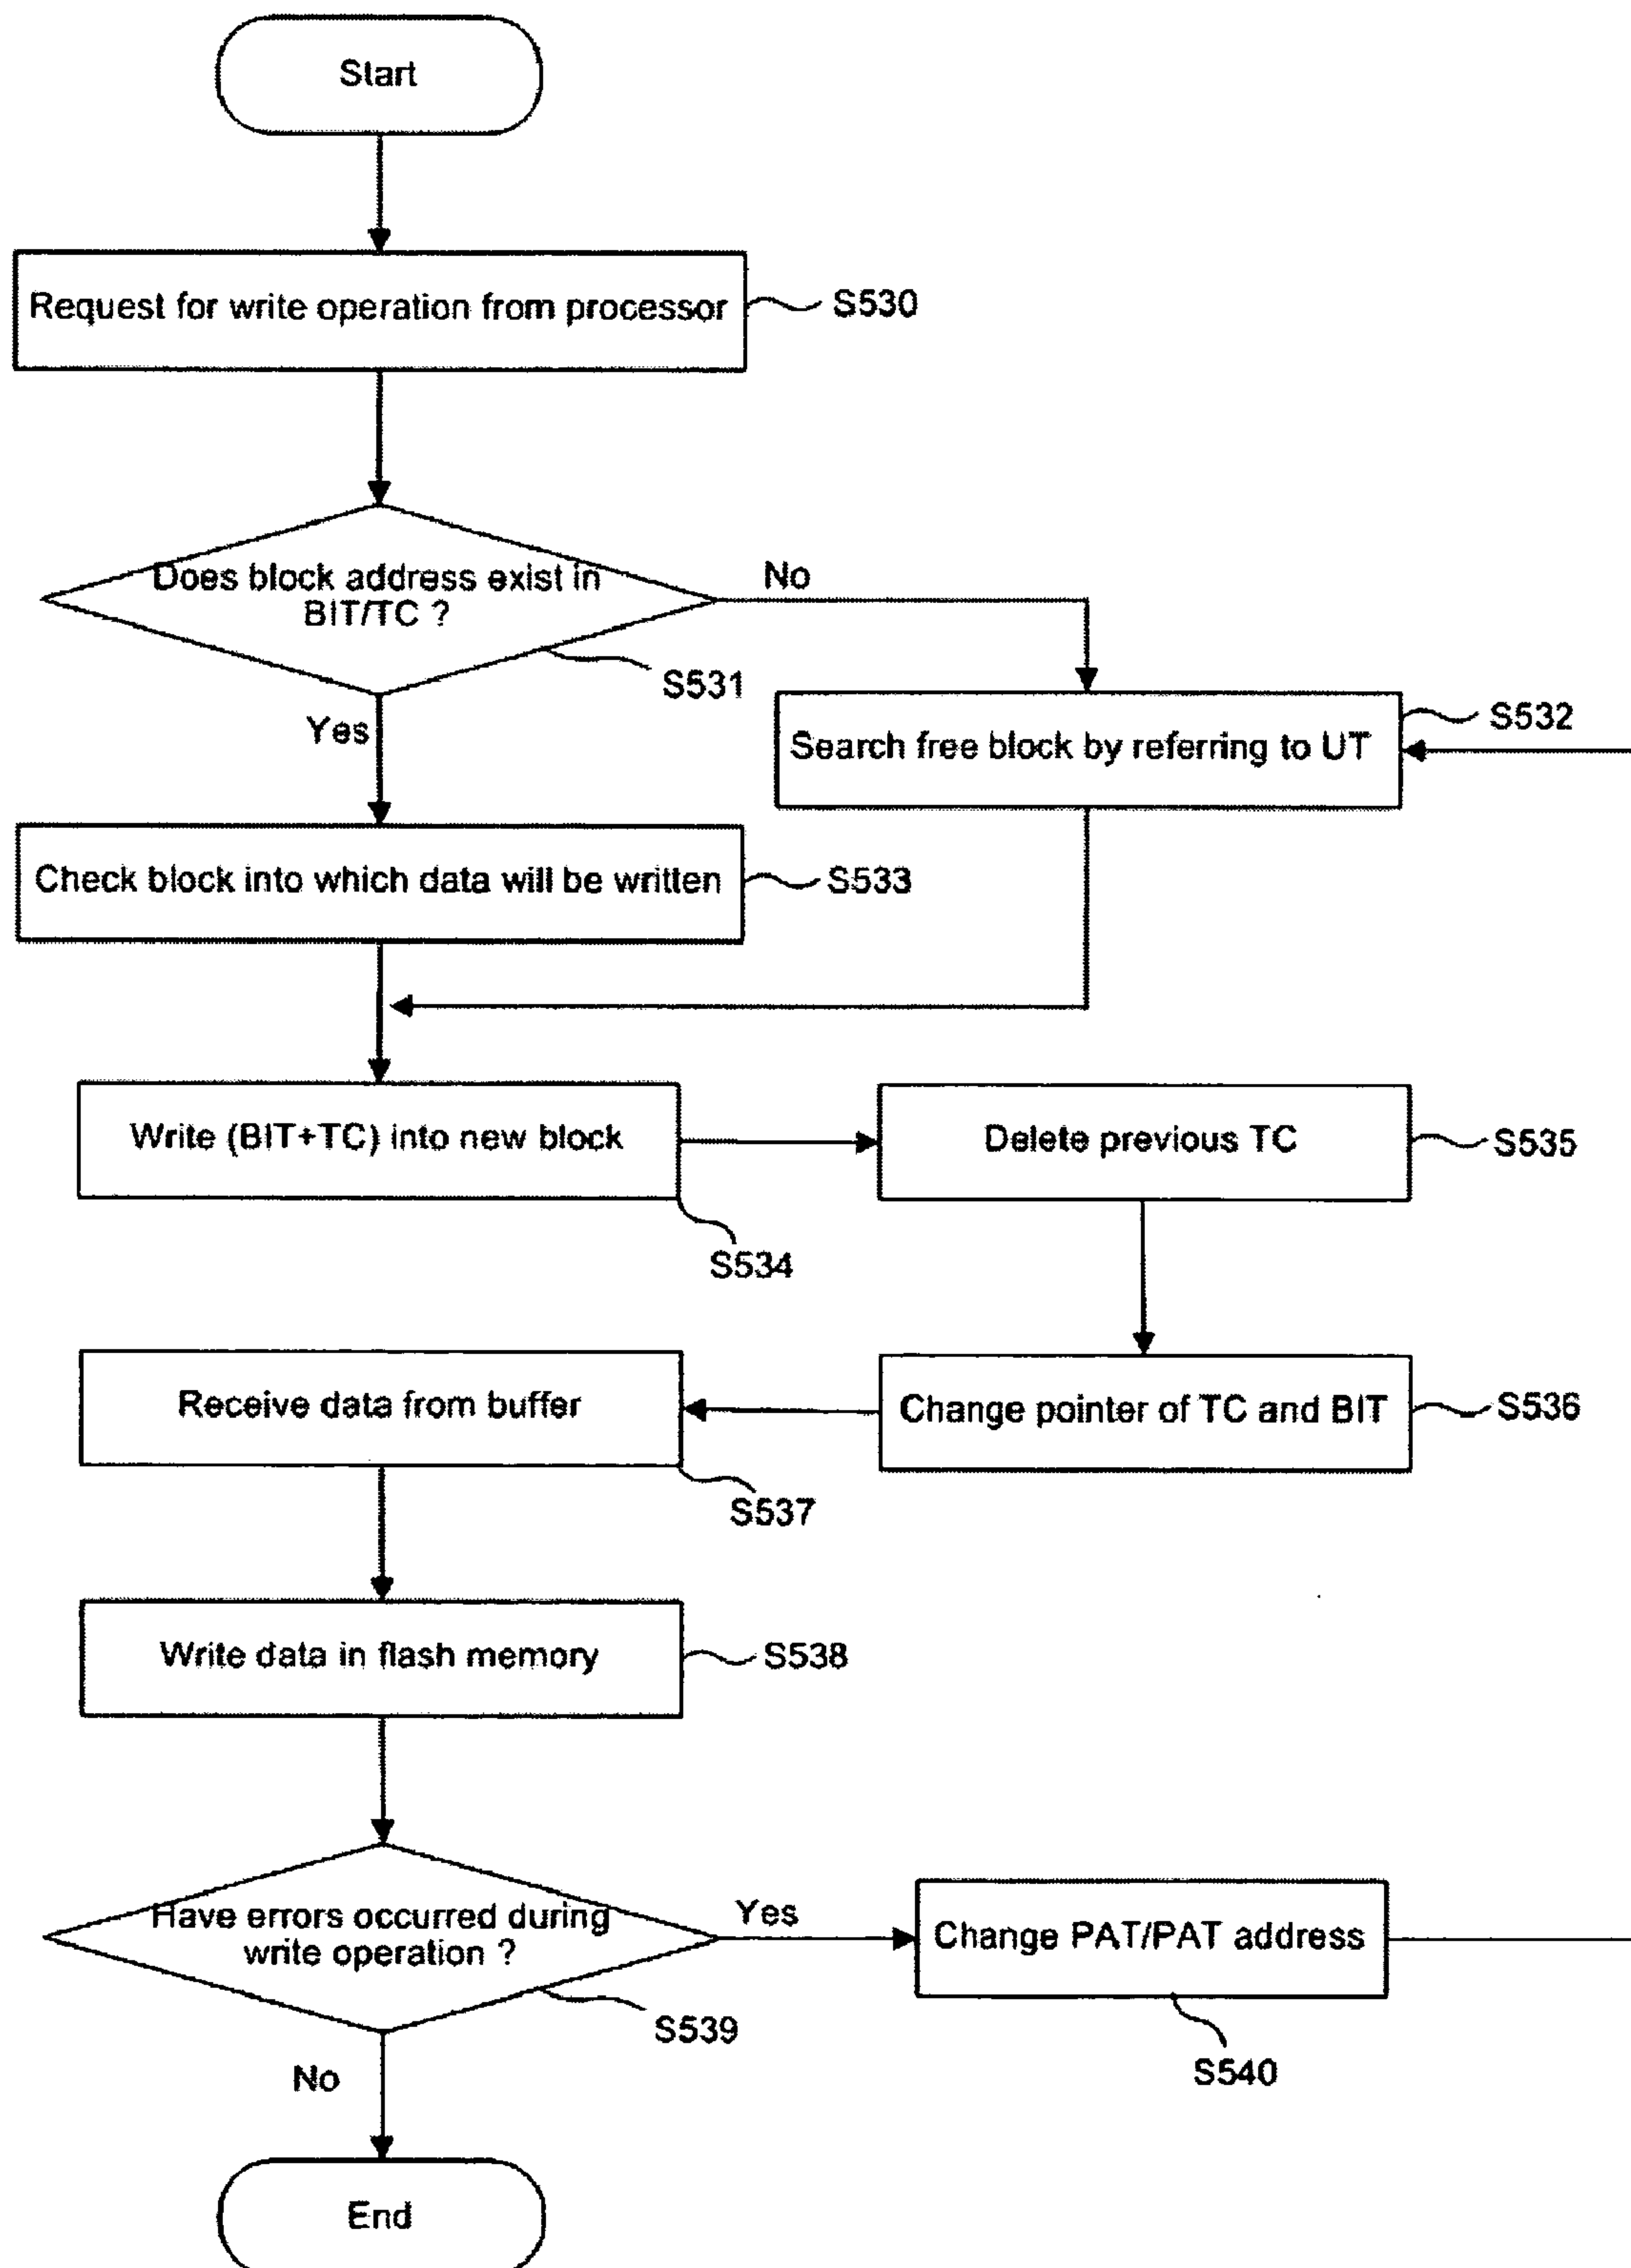 Start
Request for write operation from processor
S530
Does block address exist in
BIT/TC ?
No
S531
Yes
Search free block by referring to UT
S532
Check block into which data will be written
S533
Write (BIT+TC) into new block
S534
Delete previous TC
S535
Receive data from buffer
S537
Change pointer of TC and BIT
S536
Write data in flash memory
S538
Have errors occurred during
write operation ?
Yes
S539
Change PAT/PAT address
S540
No
End